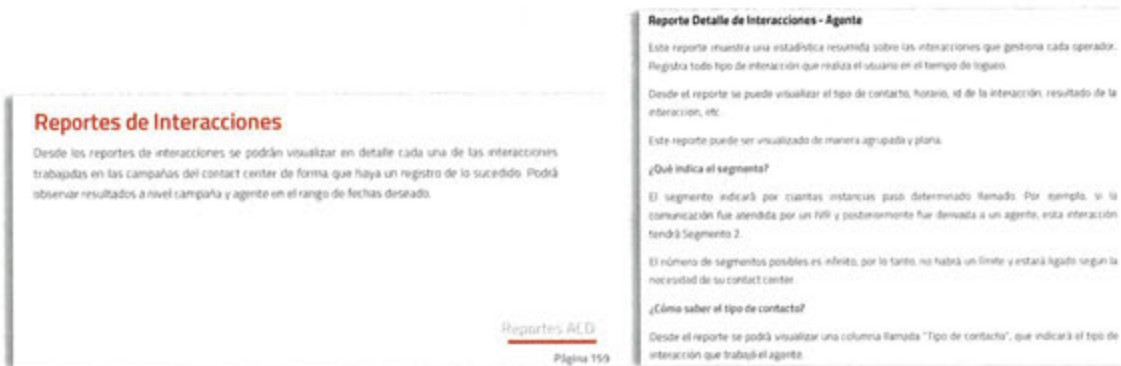 Reportes de Interacciones
Desde los reportes de interacciones se podrán visualizar en detalle cada una de las interacciones
trabajadas en las campañas del contact center de forma que haya un registro de lo sucedido. Podrá
observar resultados a nivel campaña y agente en el rango de fechas deseado.
Reportes ACD
Página 159
Reporte Detalle de Interacciones - Agente
Este reporte muestra una estadística resumida sobre las interacciones que gestiona cada operador.
Registra todo tipo de interacción que realiza el usuario en el tiempo de logueo.
Desde el reporte se puede visualizar el tipo de contacto, horario, id de la interacción, resultado de la
interaccion, etc.
Este reporte puede ser visualizado de manera agrupada y plana.
¿Qué indica el segmento?
El segmento indicará por cuantas instancias pasó determinado llamado. Por ejemplo, si la
comunicación fue atendida por un IVR y posteriormente fue derivada a un agente, esta interacción
tendrá Segmento 2.
El número de segmentos posibles es infinito, por lo tanto, no habrá un límite y estará ligado segun la
necesidad de su contact center.
¿Cómo saber el tipo de contacto?
Desde el reporte se podrá visualizar una columna llamada "Tipo de contacto", que indicará el tipo de
interacción que trabajó el agente.